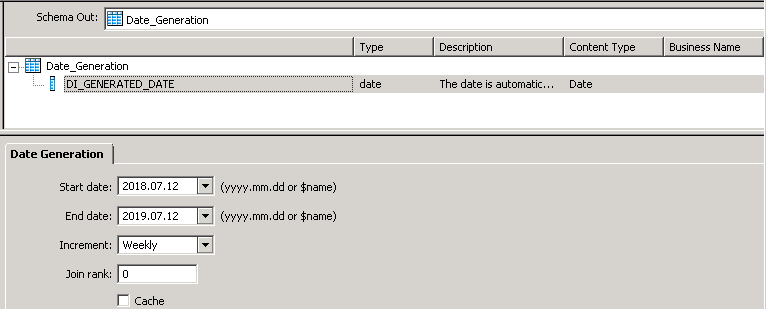 Schema Out: Date_Generation
Type Description Content Type Business Name
Date_Generation
DI_GENERATED_DATE date The date is automatic... Date
Date Generation
Start date: 2018.07.12 (yyyy.mm.dd or $name)
End date: 2019.07.12 (yyyy.mm.dd or $name)
Increment: Weekly
Join rank: 0
Cache